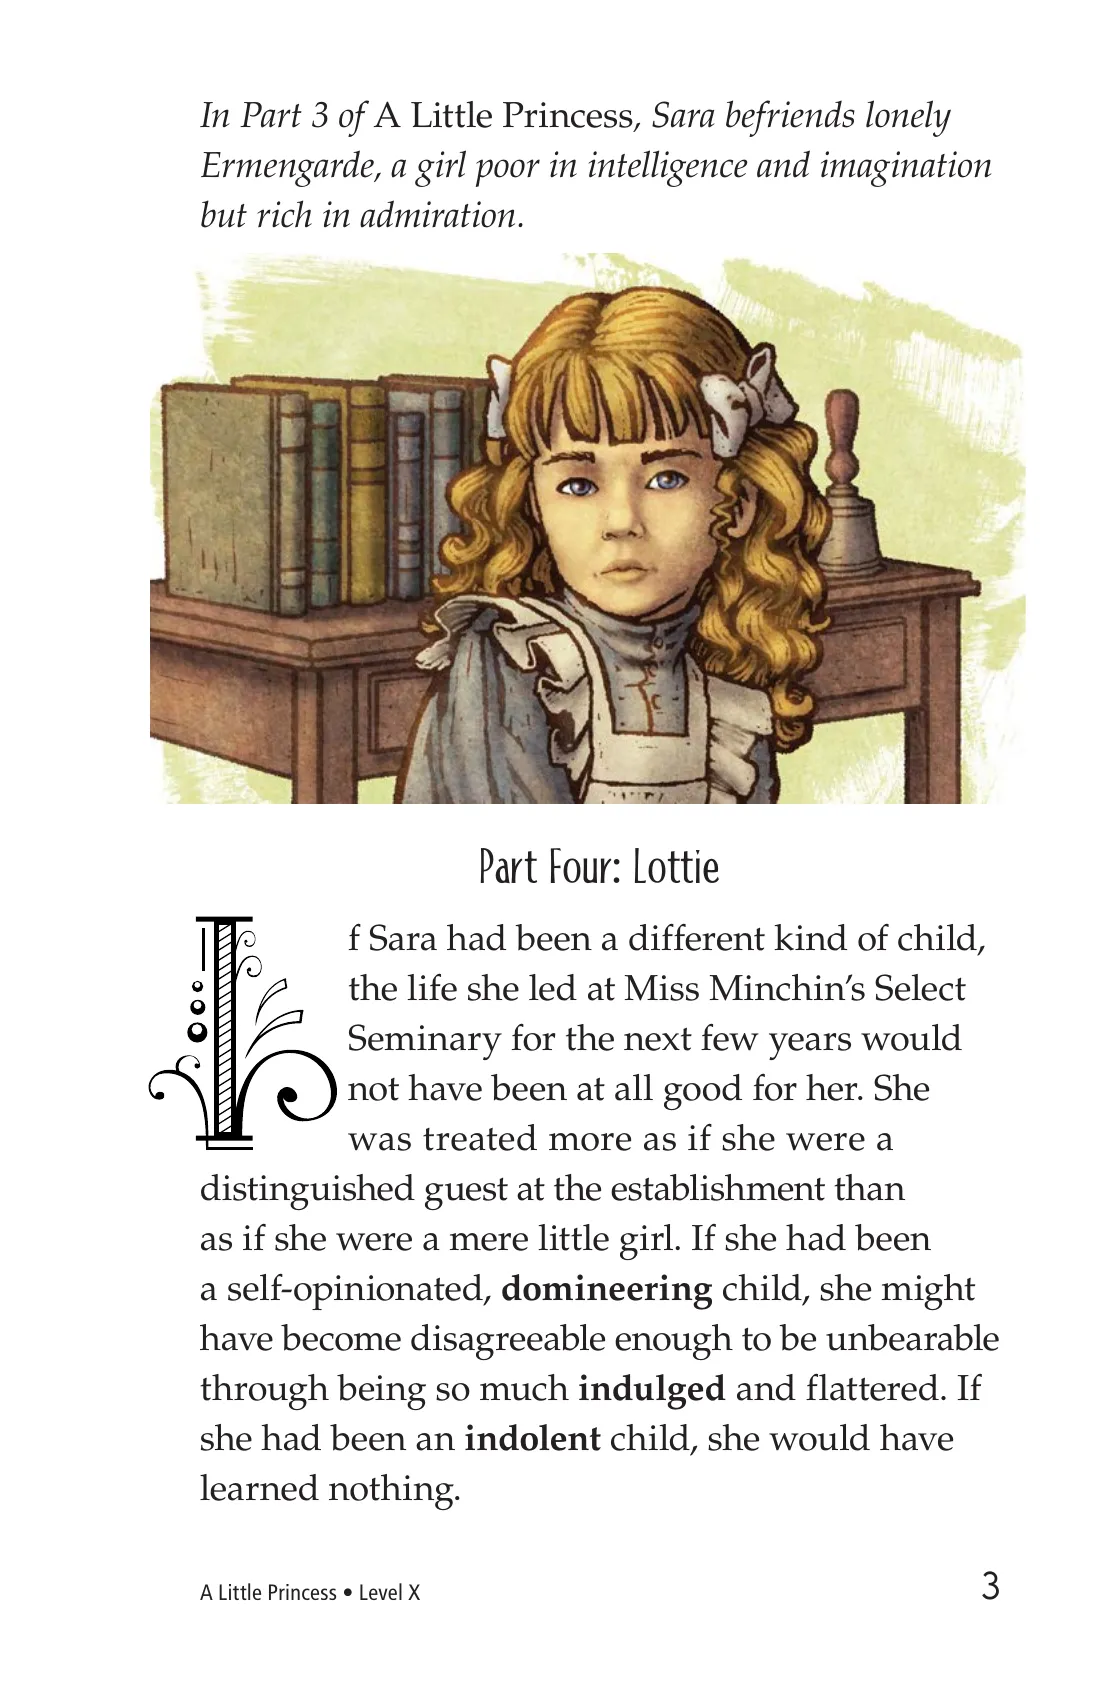 In Part 3 of A Little Princess, Sara befriends lonely
Ermengarde, a girl poor in intelligence and imagination
but rich in admiration.
Part Four: Lottie
If Sara had been a different kind of child,
the life she led at Miss Minchin’s Select
Seminary for the next few years would
not have been at all good for her. She
was treated more as if she were a
distinguished guest at the establishment than
as if she were a mere little girl. If she had been
a self-opinionated, domineering child, she might
have become disagreeable enough to be unbearable
through being so much indulged and flattered. If
she had been an indolent child, she would have
learned nothing.
A Little Princess • Level X
3